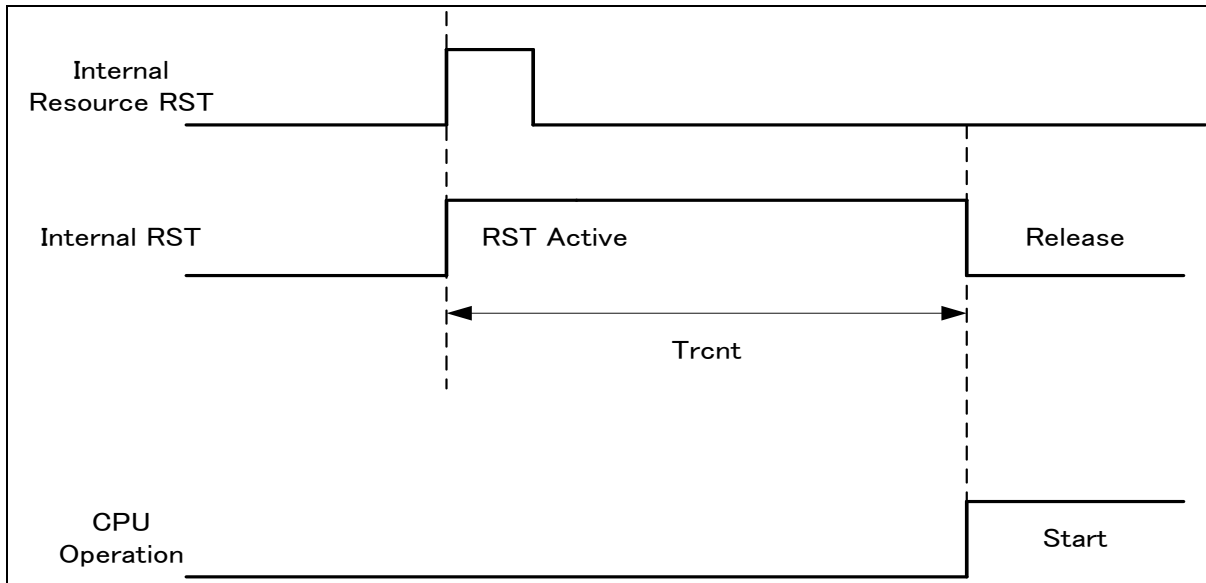 Internal
Resource RST
Internal RST
RST Active
Release
Trcnt
CPU
Operation
Start